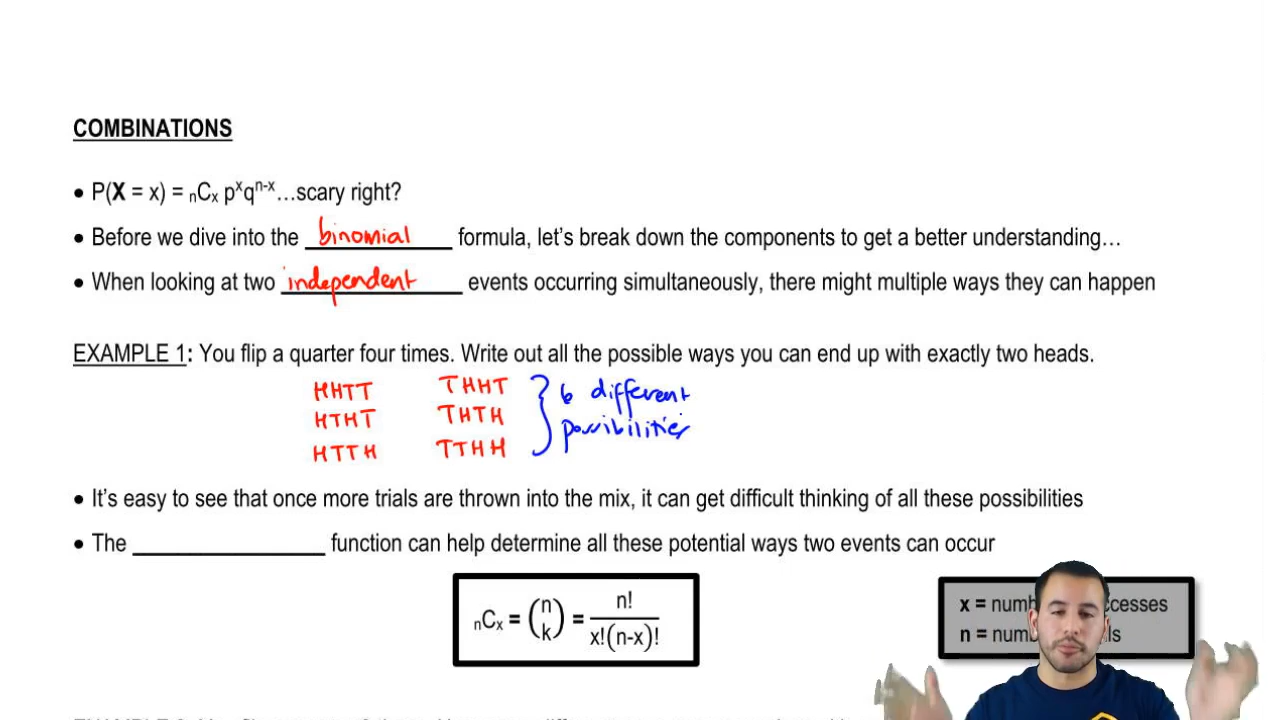 COMBINATIONS
• P(X = x) = ₙCₓ pˣqⁿ⁻ˣ…scary right?
• Before we dive into the binomial formula, let's break down the components to get a better understanding…
• When looking at two independent events occurring simultaneously, there might multiple ways they can happen
EXAMPLE 1: You flip a quarter four times. Write out all the possible ways you can end up with exactly two heads.
HHTT THHT 6 different
HTHT THTH possibilities
HTTH TTHH
• It's easy to see that once more trials are thrown into the mix, it can get difficult thinking of all these possibilities
• The ________________ function can help determine all these potential ways two events can occur
ₙCₓ = (n k) = n! / x!(n-x)!
x =
n =